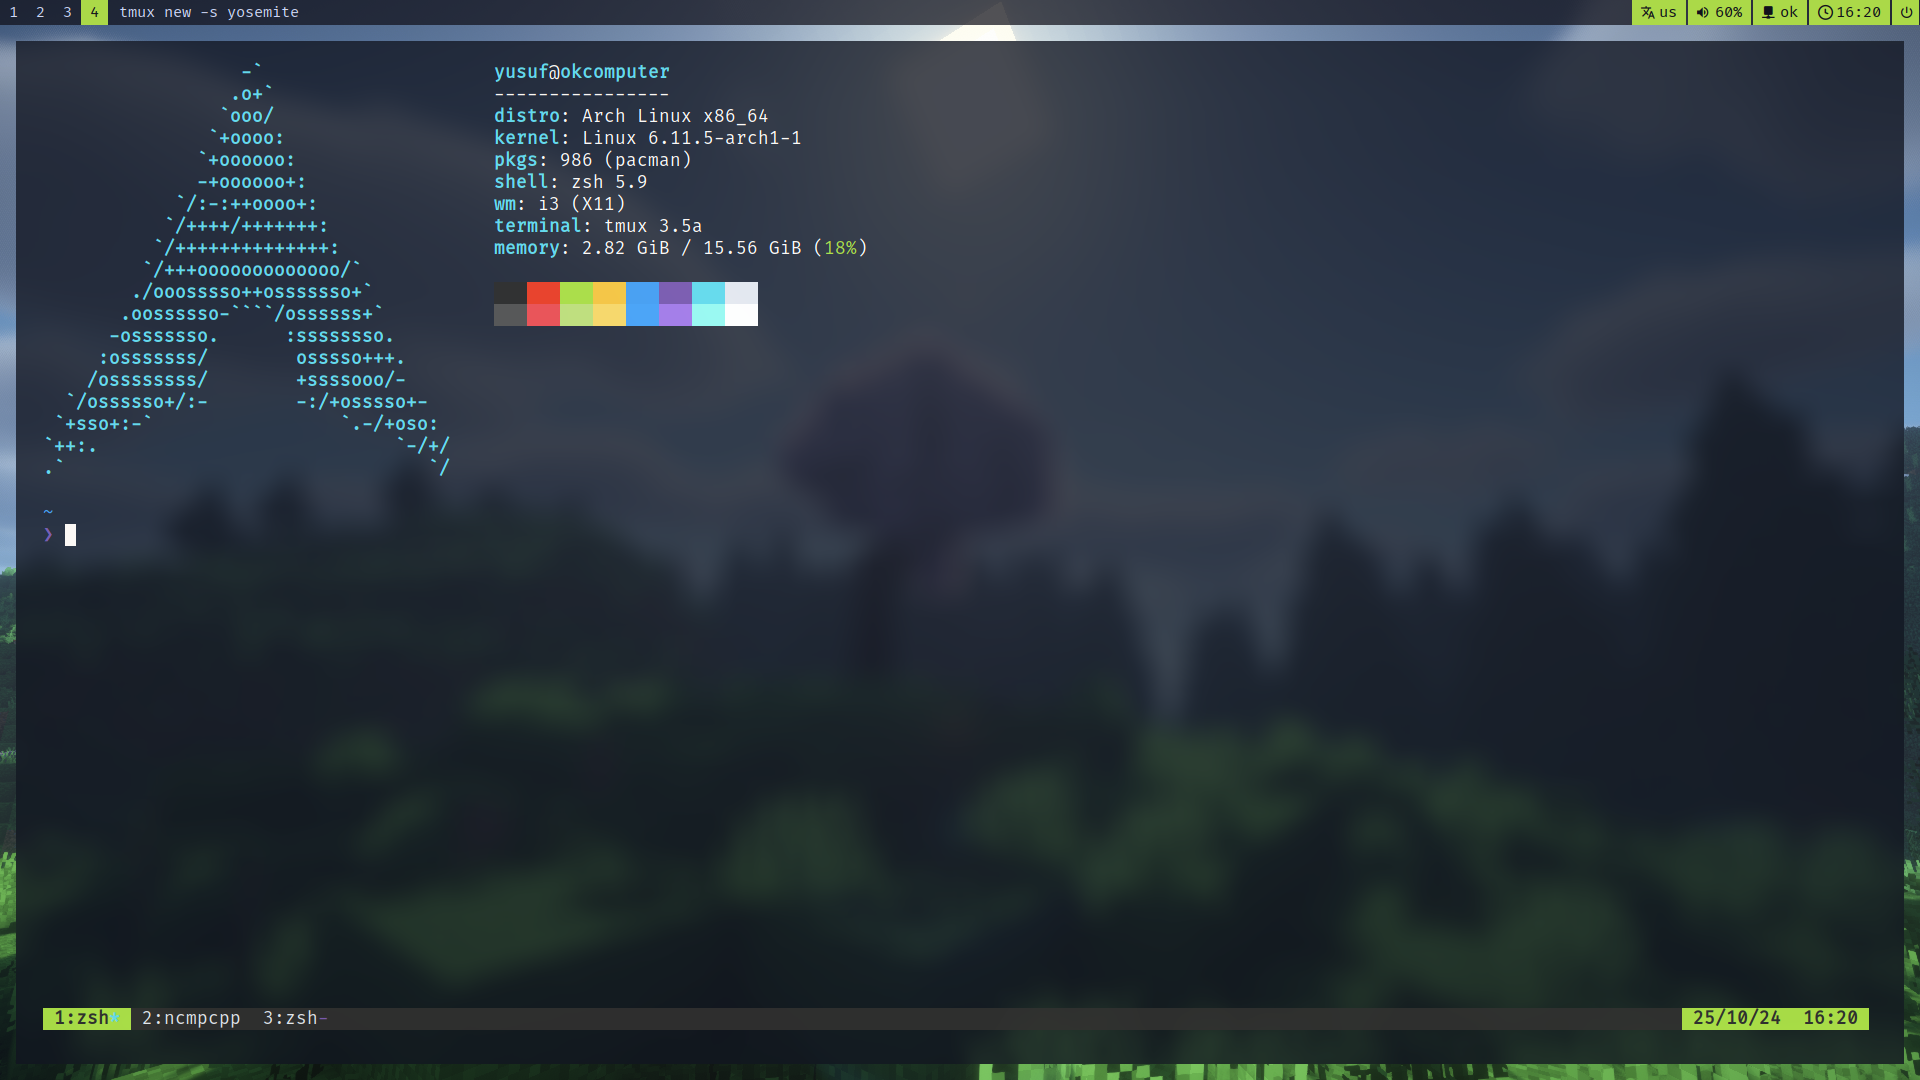 1 2 3 4 tmux new -s yosemite us 60% ok 16:20
-`
.o+`
`ooo/
`+oooo:
`+oooooo:
-+oooooo+:
`/:-:++oooo+:
`/++++/+++++++:
`/++++++++++++++:
`/+++ooooooooooooo/`
./ooosssso++osssssso+`
.oossssso-````/ossssss+`
-osssssso. :ssssssso.
:osssssss/ osssso+++.
/ossssssss/ +ssssooo/-
`/ossssso+/:- -:/+osssso+-
`+sso+:-` `.-/+oso:
`++:. `-/+/
.` `/
yusuf@okcomputer
----------------
distro: Arch Linux x86_64
kernel: Linux 6.11.5-arch1-1
pkgs: 986 (pacman)
shell: zsh 5.9
wm: i3 (X11)
terminal: tmux 3.5a
memory: 2.82 GiB / 15.56 GiB (18%)
~
❯
1:zsh* 2:ncmpcpp 3:zsh- 25/10/24 16:20